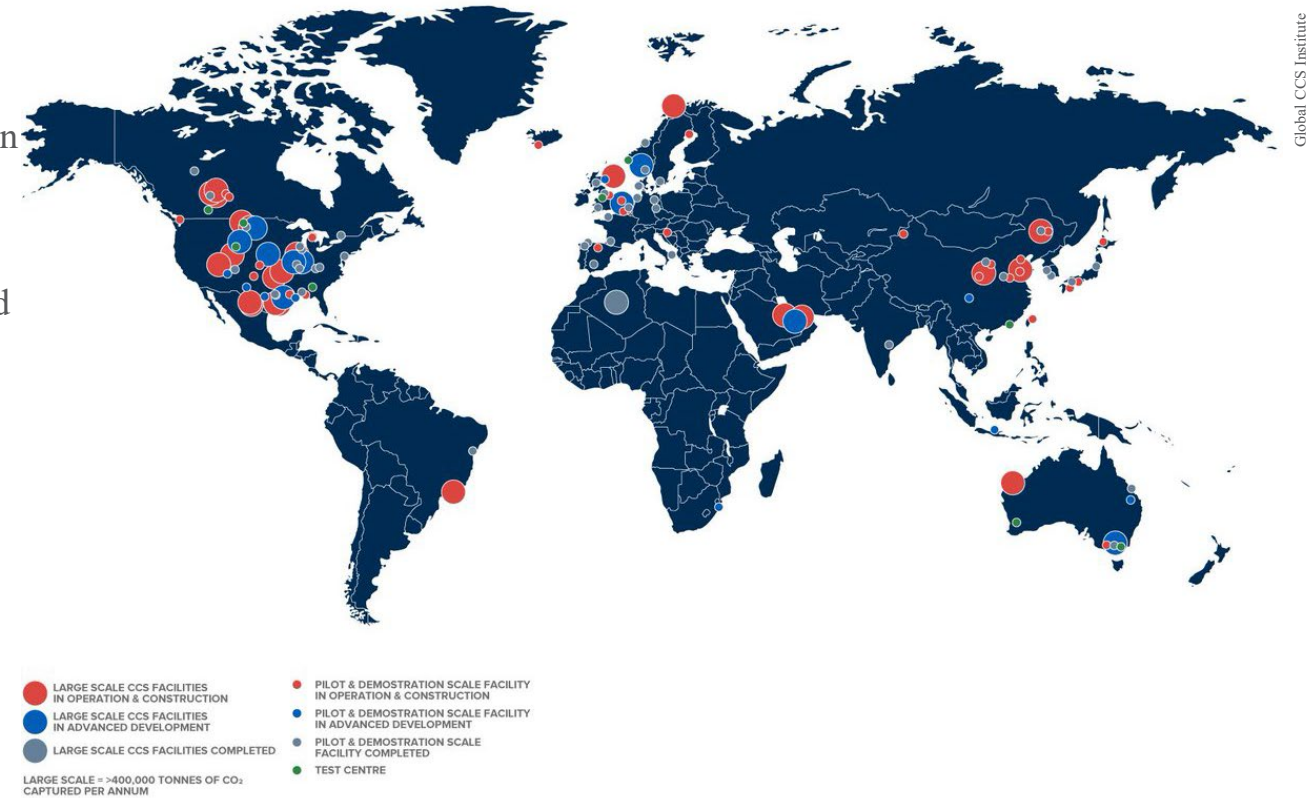 Global CCS Institute
n
d
LARGE SCALE CCS FACILITIES
IN OPERATION & CONSTRUCTION
LARGE SCALE CCS FACILITIES
IN ADVANCED DEVELOPMENT
LARGE SCALE CCS FACILITIES COMPLETED
LARGE SCALE = >400,000 TONNES OF CO₂
CAPTURED PER ANNUM
PILOT & DEMOSTRATION SCALE FACILITY
IN OPERATION & CONSTRUCTION
PILOT & DEMOSTRATION SCALE FACILITY
IN ADVANCED DEVELOPMENT
PILOT & DEMOSTRATION SCALE
FACILITY COMPLETED
TEST CENTRE